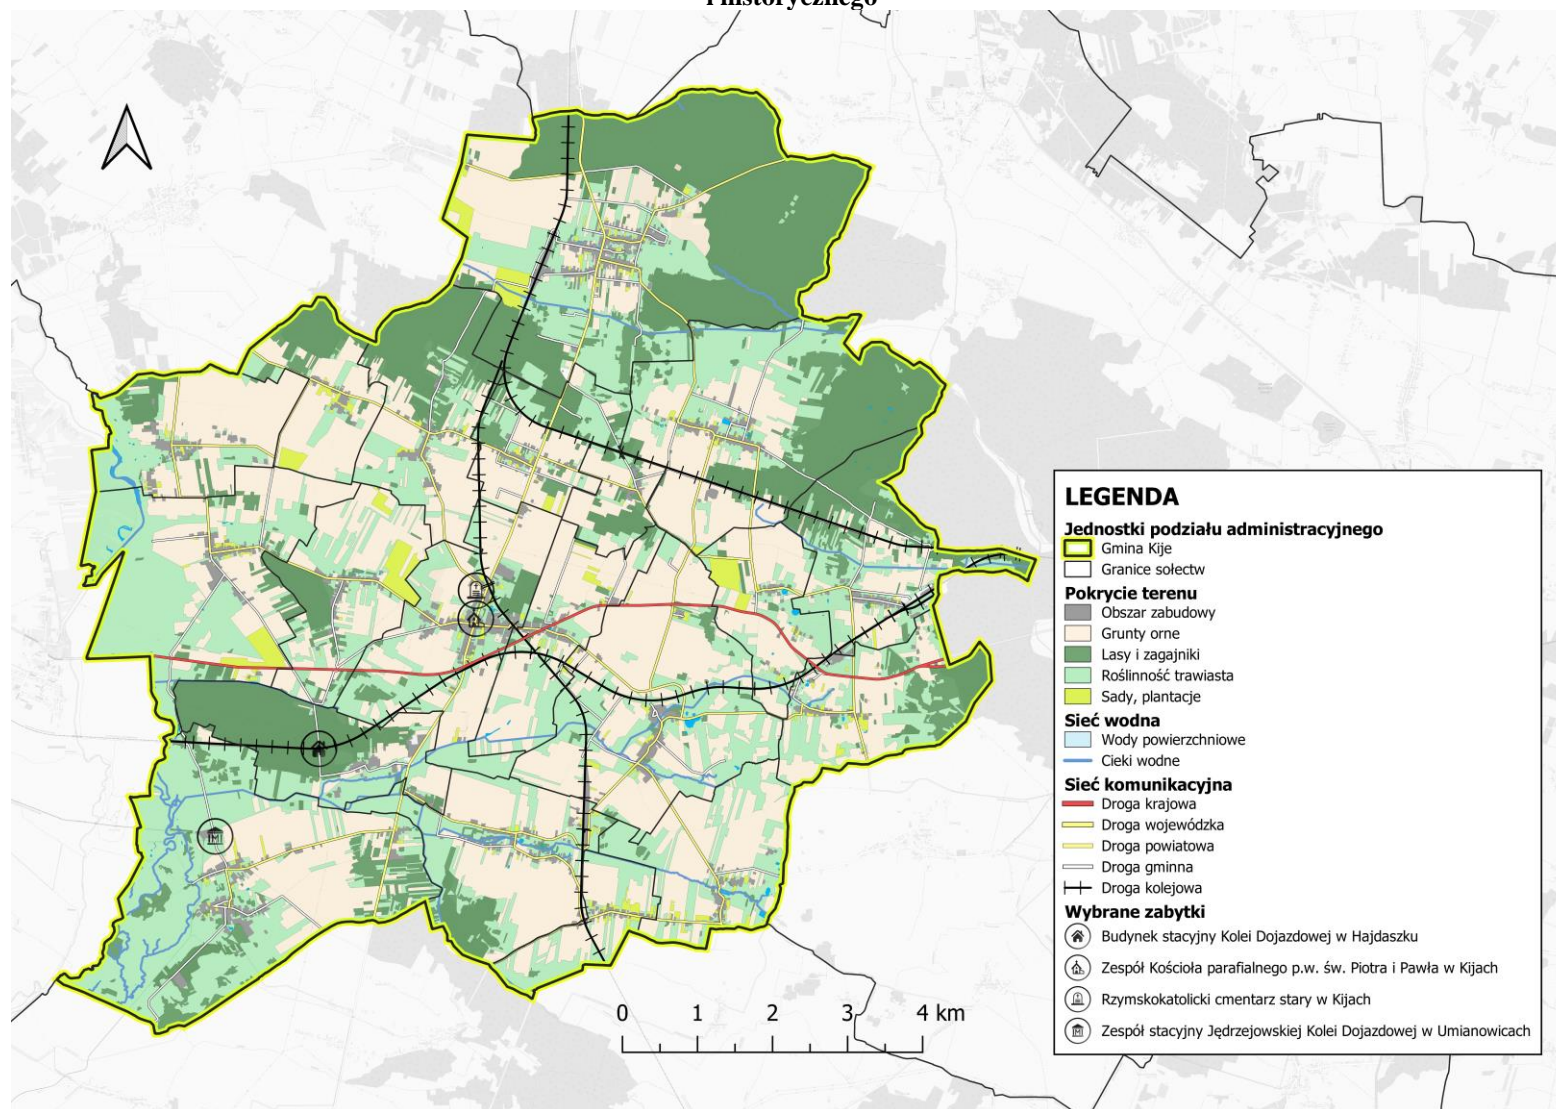 i historycznego
LEGENDA
Jednostki podziału administracyjnego
Gmina Kije
Granice sołectw
Pokrycie terenu
Obszar zabudowy
Grunty orne
Lasy i zagajniki
Roślinność trawiasta
Sady, plantacje
Sieć wodna
Wody powierzchniowe
Cieki wodne
Sieć komunikacyjna
Droga krajowa
Droga wojewódzka
Droga powiatowa
Droga gminna
Droga kolejowa
Wybrane zabytki
Budynek stacyjny Kolei Dojazdowej w Hajdaszku
Zespół Kościoła parafialnego p.w. św. Piotra i Pawła w Kijach
Rzymskokatolicki cmentarz stary w Kijach
Zespół stacyjny Jędrzejowskiej Kolei Dojazdowej w Umianowicach
0 1 2 3 4 km